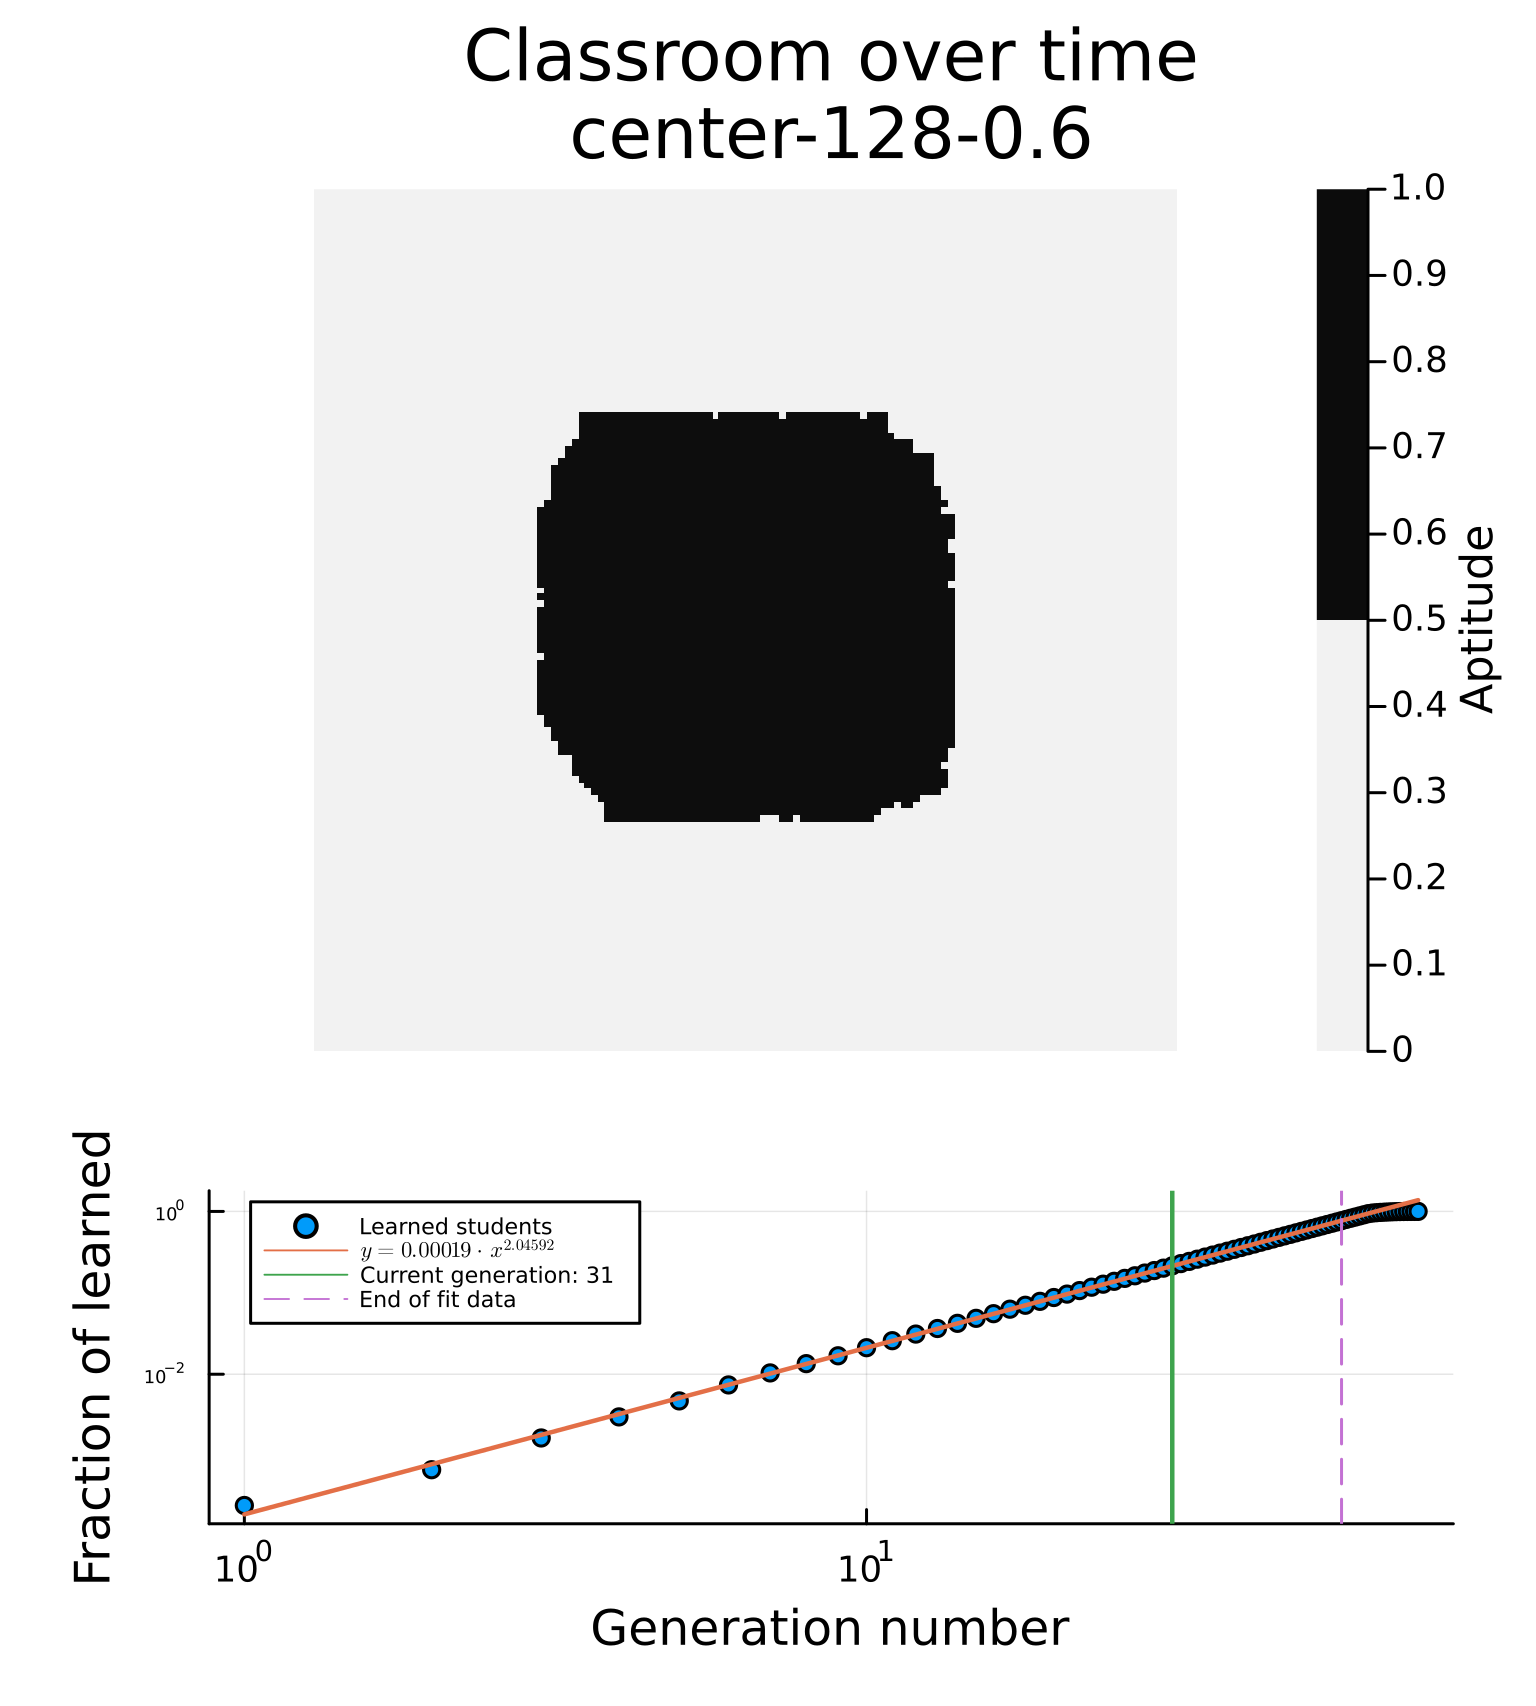 Classroom over time
center-128-0.6
1.0
0.9
0.8
0.7
0.6
0.5
0.4
0.3
0.2
0.1
0
Aptitude
Fraction of learned
10⁰
10⁻²
Learned students
y = 0.00019 · x^2.04592
Current generation: 31
End of fit data
10⁰
10¹
Generation number